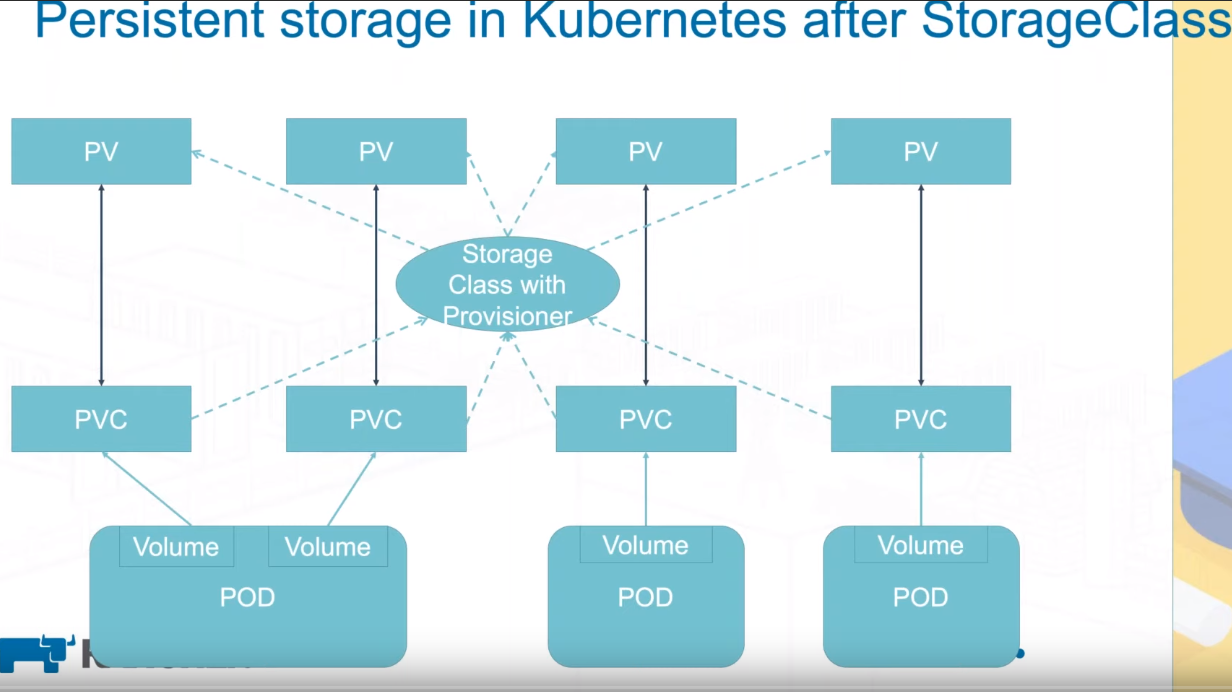 Persistent storage in Kubernetes after StorageClass
PV
PV
PV
PV
Storage
Class with
Provisioner
PVC
PVC
PVC
PVC
Volume
Volume
Volume
Volume
POD
POD
POD